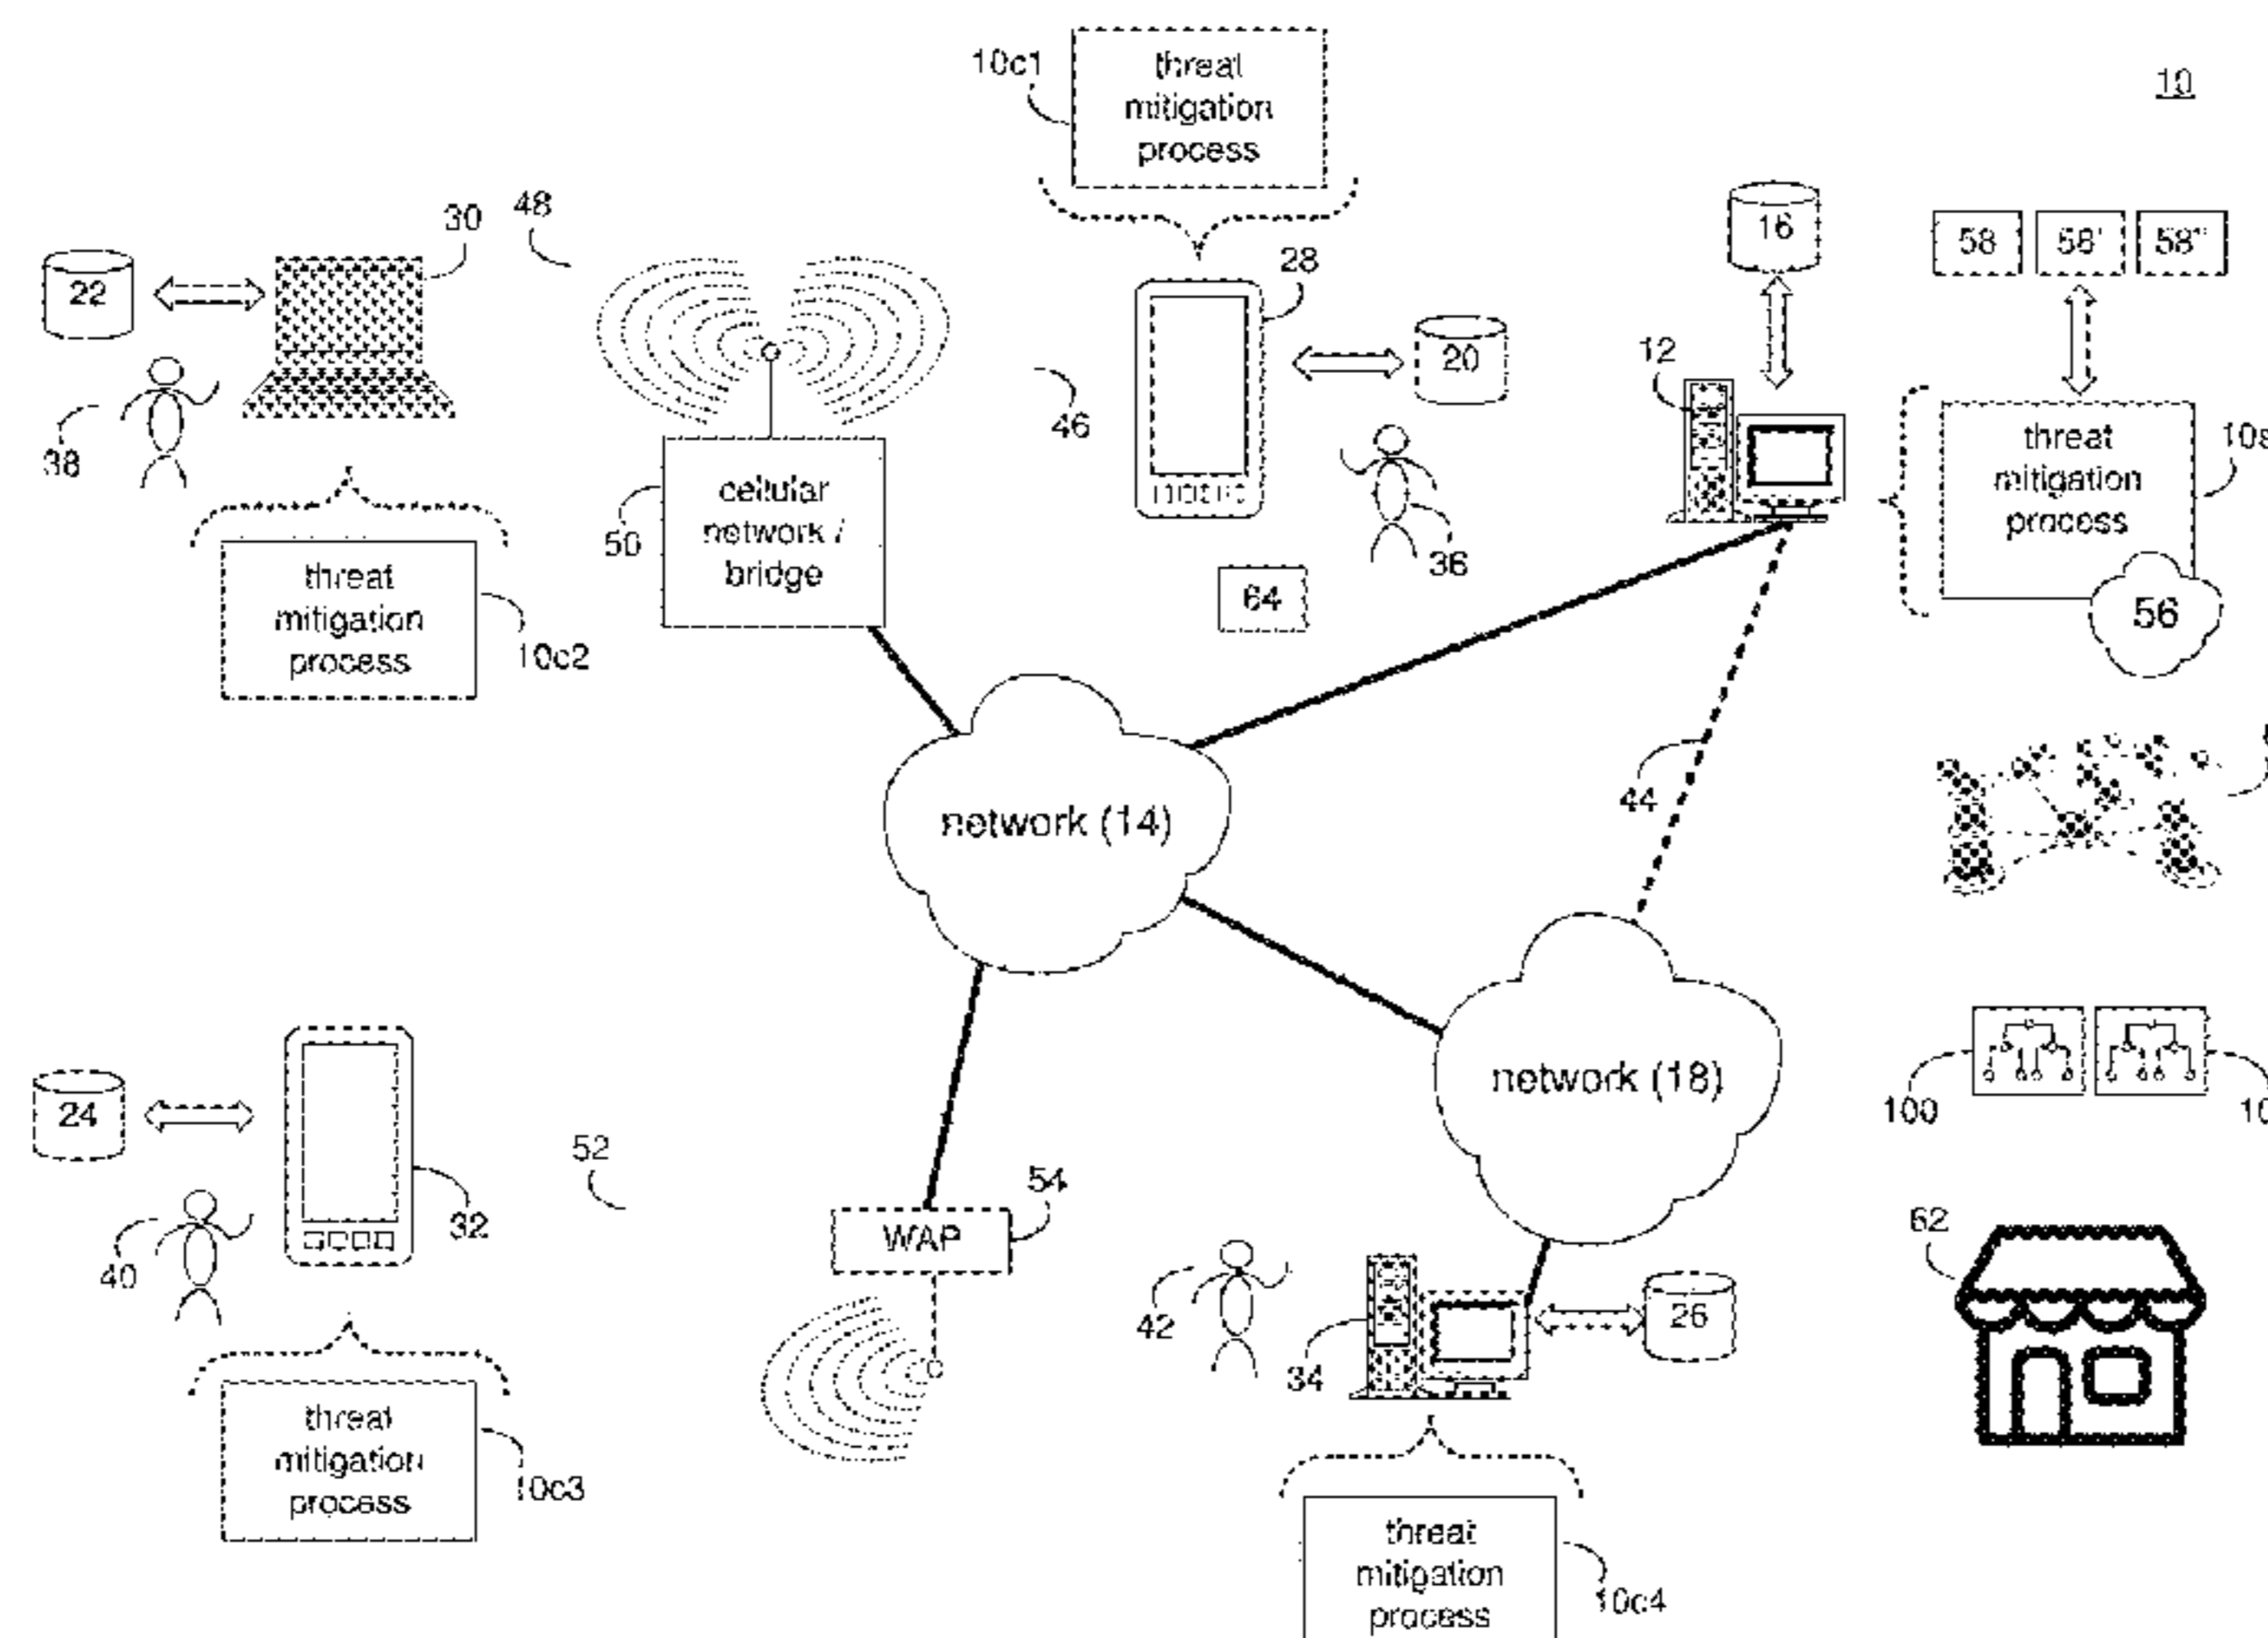 10c1
threat
mitigation
process
10
30
48
22
28
16
58
58'
58"
20
12
46
38
threat
mitigation
process
10s
50
cellular
network /
bridge
36
64
56
threat
mitigation
process
10c2
network (14)
44
network (18)
100
10
24
52
32
54
WAP
62
40
42
34
26
threat
mitigation
process
10c3
threat
mitigation
process
10c4